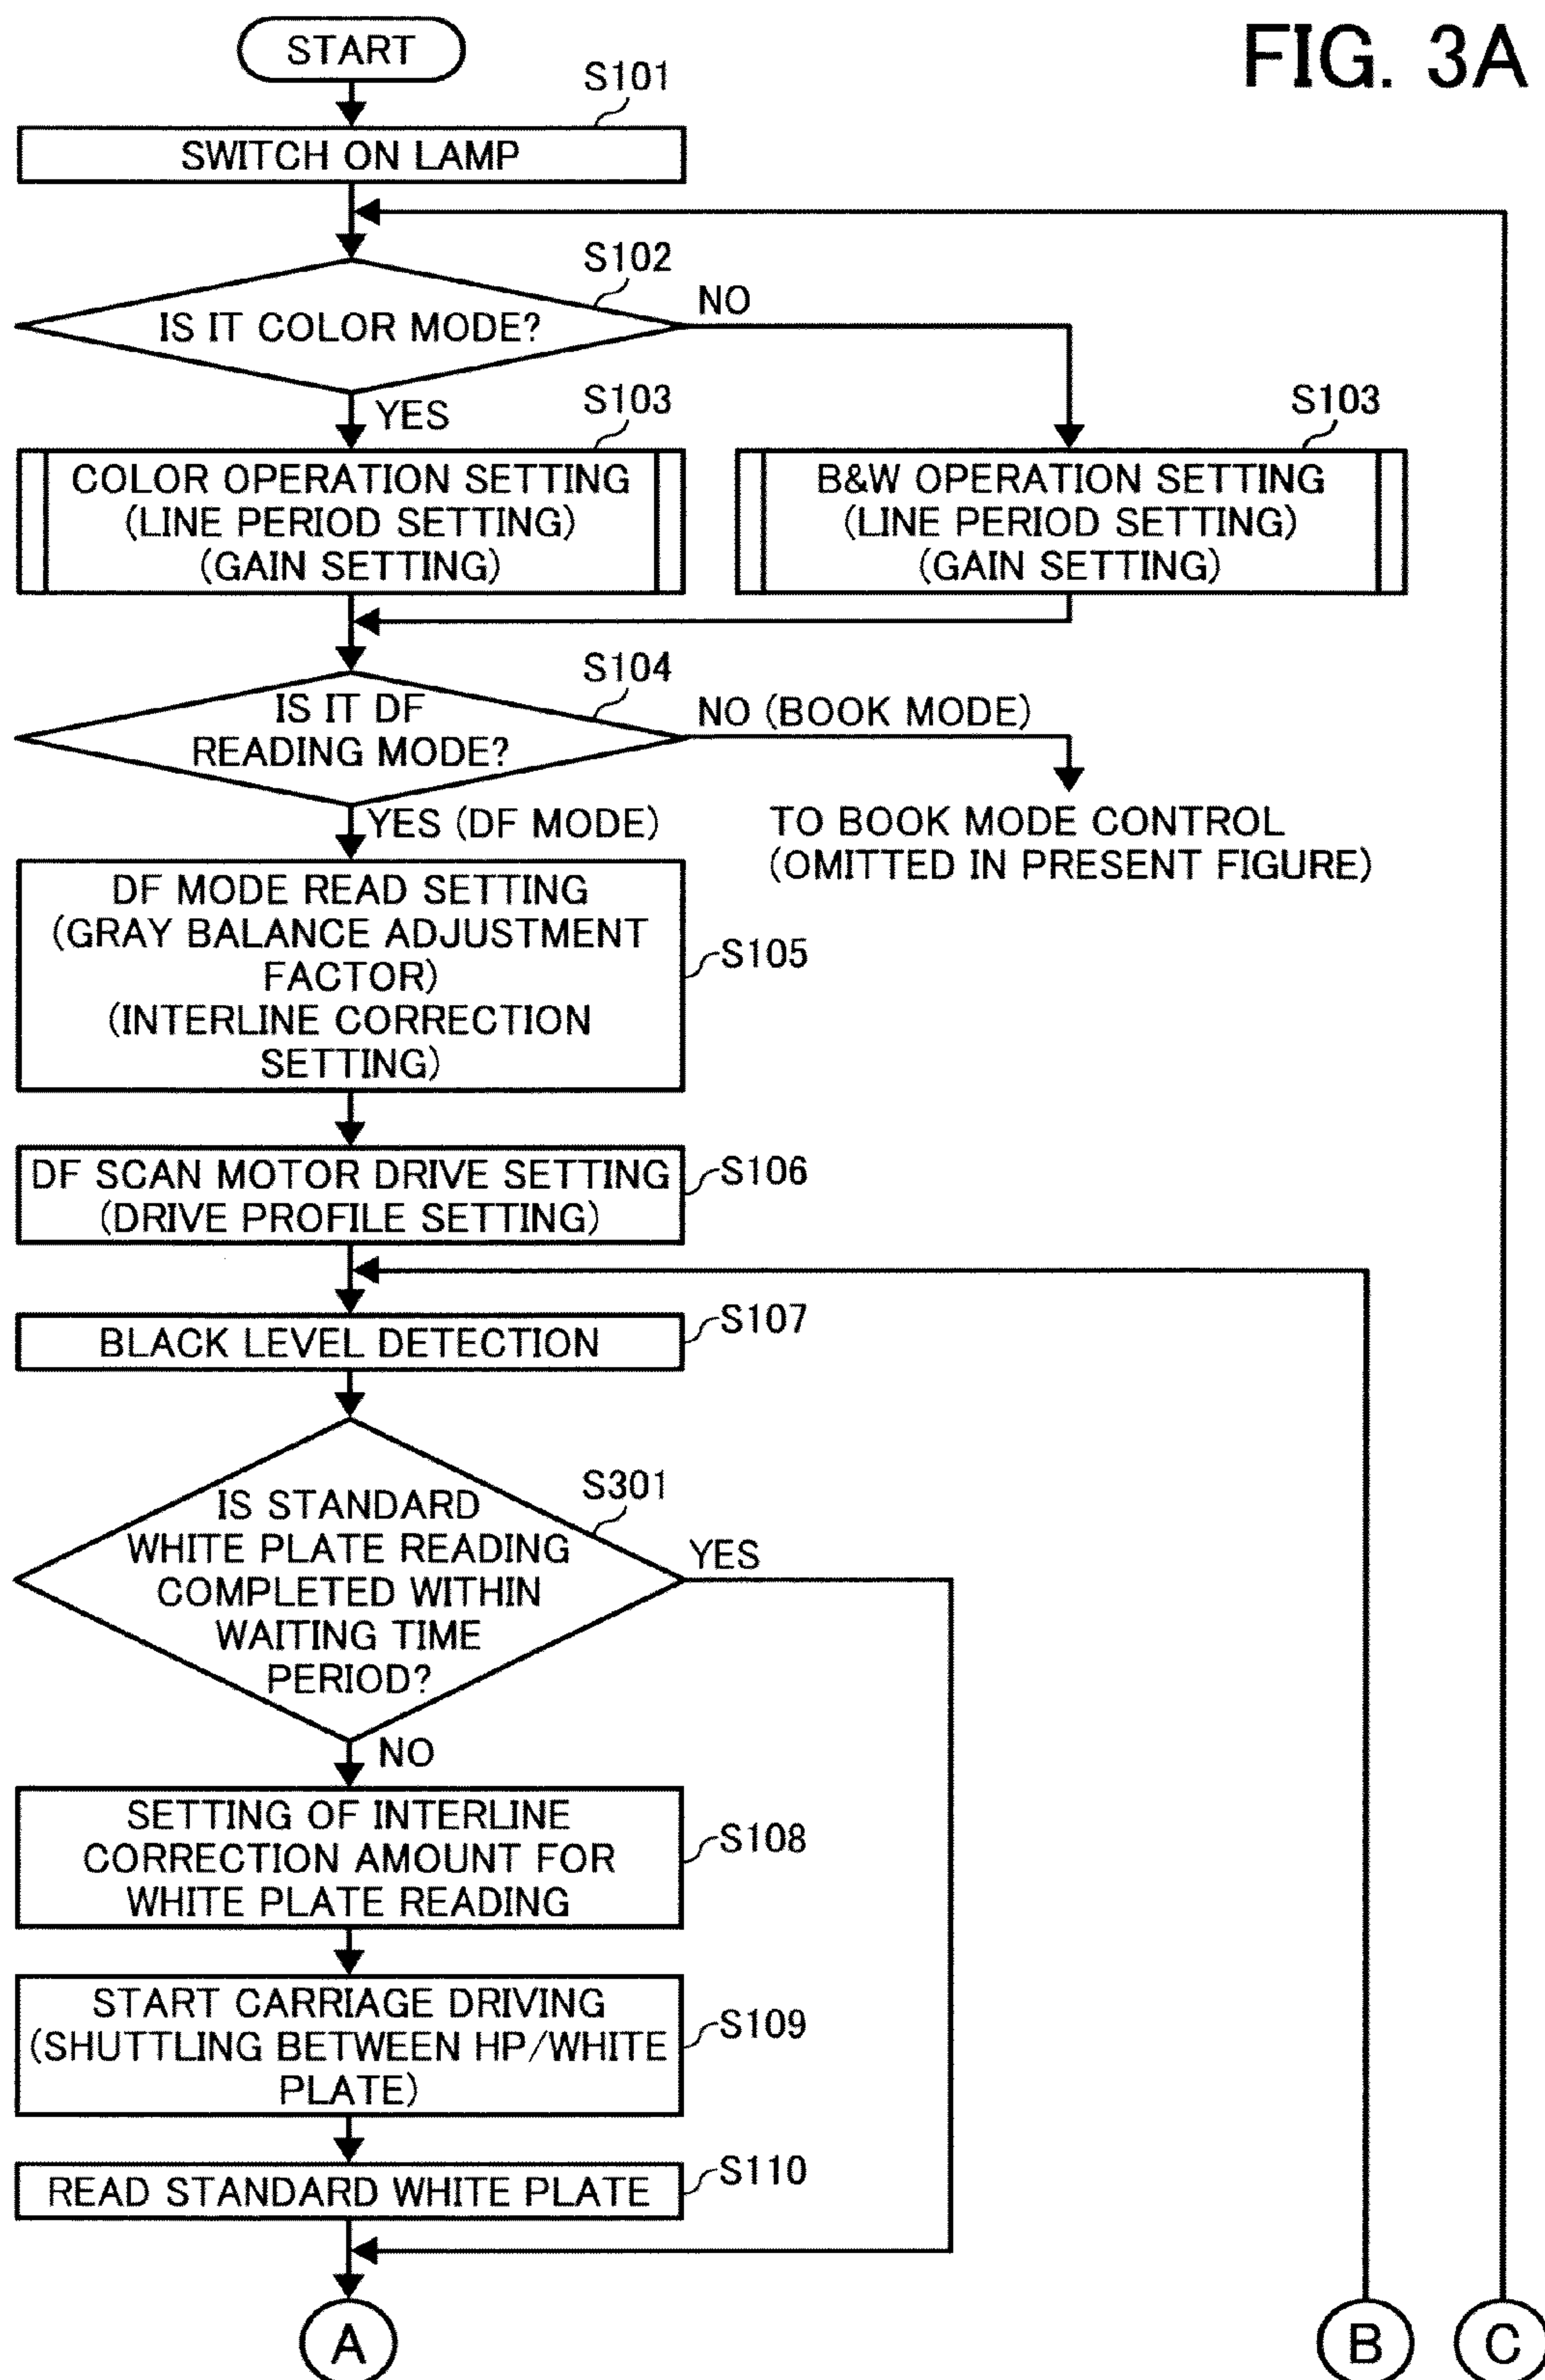 FIG. 3A
START
S101
SWITCH ON LAMP
S102
IS IT COLOR MODE?
NO
YES
S103
COLOR OPERATION SETTING
(LINE PERIOD SETTING)
(GAIN SETTING)
S103
B&W OPERATION SETTING
(LINE PERIOD SETTING)
(GAIN SETTING)
S104
IS IT DF
READING MODE?
NO (BOOK MODE)
TO BOOK MODE CONTROL
(OMITTED IN PRESENT FIGURE)
YES (DF MODE)
DF MODE READ SETTING
(GRAY BALANCE ADJUSTMENT
FACTOR)
(INTERLINE CORRECTION
SETTING)
S105
DF SCAN MOTOR DRIVE SETTING
(DRIVE PROFILE SETTING)
S106
BLACK LEVEL DETECTION
S107
S301
IS STANDARD
WHITE PLATE READING
COMPLETED WITHIN
WAITING TIME
PERIOD?
YES
NO
SETTING OF INTERLINE
CORRECTION AMOUNT FOR
WHITE PLATE READING
S108
START CARRIAGE DRIVING
(SHUTTLING BETWEEN HP/WHITE
PLATE)
S109
READ STANDARD WHITE PLATE
S110
A
B
C